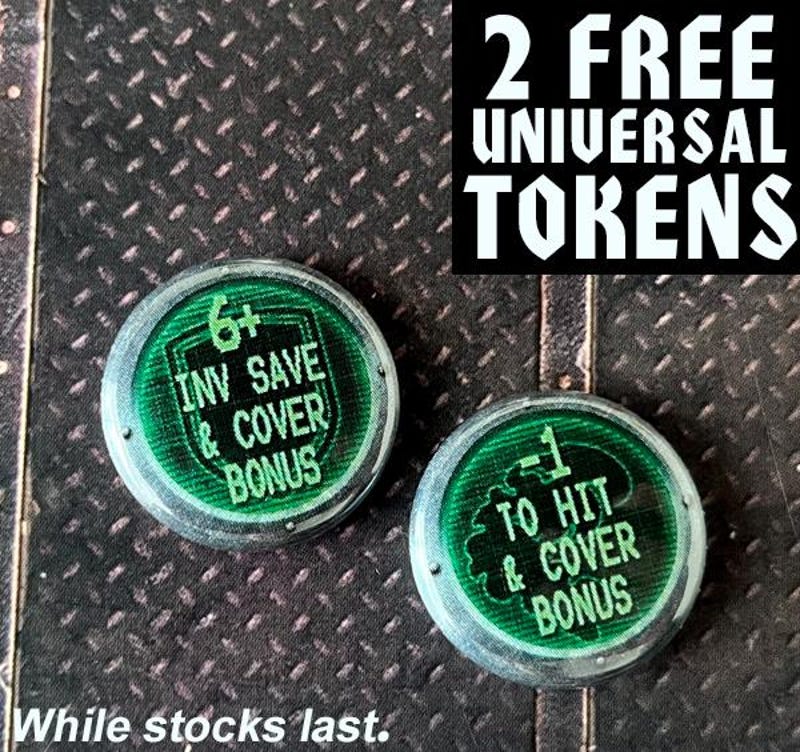 2 FREE
UNIVERSAL
TOKENS
6+
INV SAVE
& COVER
BONUS
-1
TO HIT
& COVER
BONUS
While stocks last.